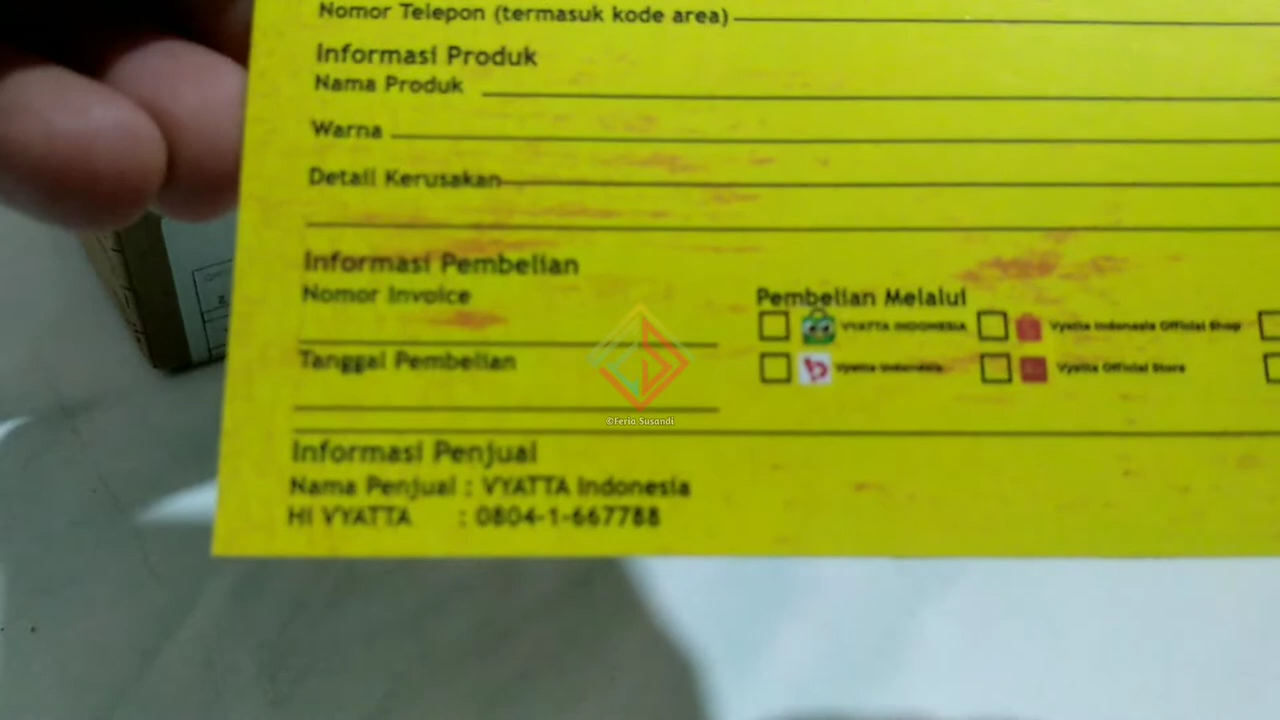 Nomor Telepon (termasuk kode area)
Informasi Produk
Nama Produk
Warna
Detail Kerusakan
Informasi Pembelian
Nomor Invoice
Pembelian Melalui
VYATTA INDONESIA
Vyatta Indonesia Official Shop
Tanggal Pembelian
Vyatta Indonesia
Vyatta Official Store
©Ferio Susandi
Informasi Penjual
Nama Penjual : VYATTA Indonesia
HI VYATTA : 0804-1-667788